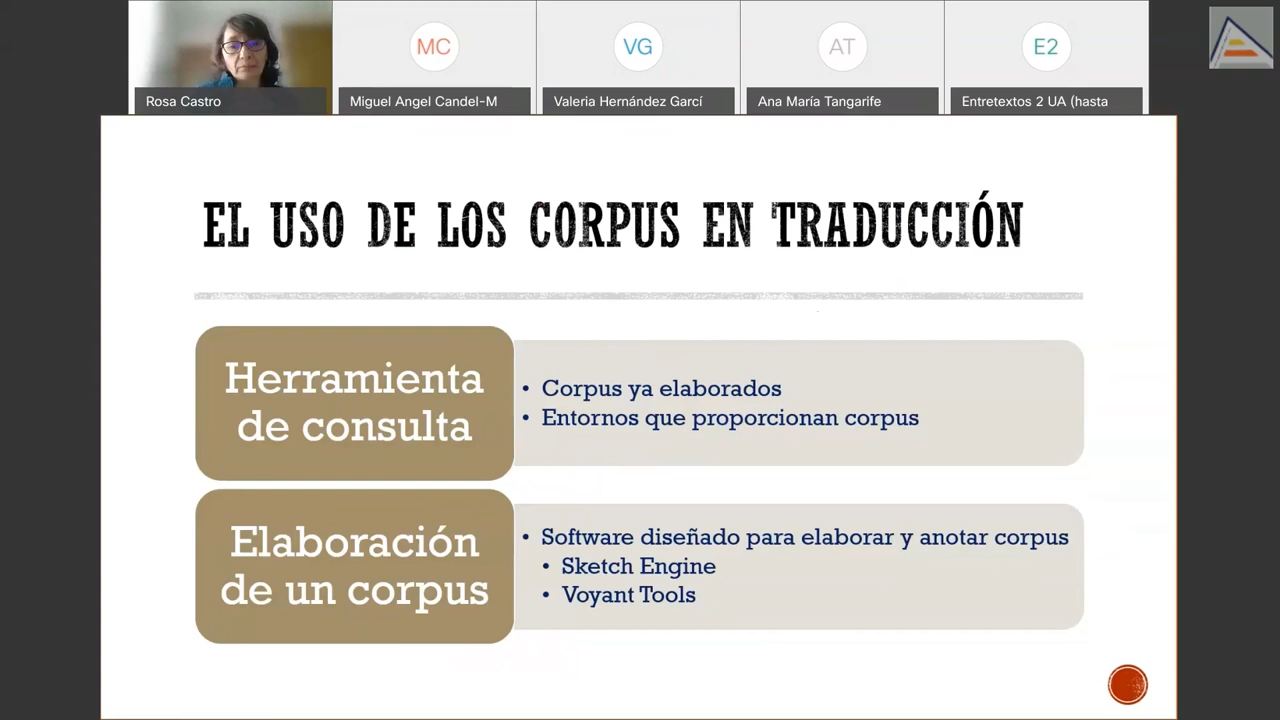 MC
VG
AT
E2
Rosa Castro
Miguel Angel Candel-M
Valeria Hernández Garcí
Ana María Tangarife
Entretextos 2 UA (hasta
EL USO DE LOS CORPUS EN TRADUCCIÓN
Herramienta
de consulta
• Corpus ya elaborados
• Entornos que proporcionan corpus
Elaboración
de un corpus
• Software diseñado para elaborar y anotar corpus
• Sketch Engine
• Voyant Tools